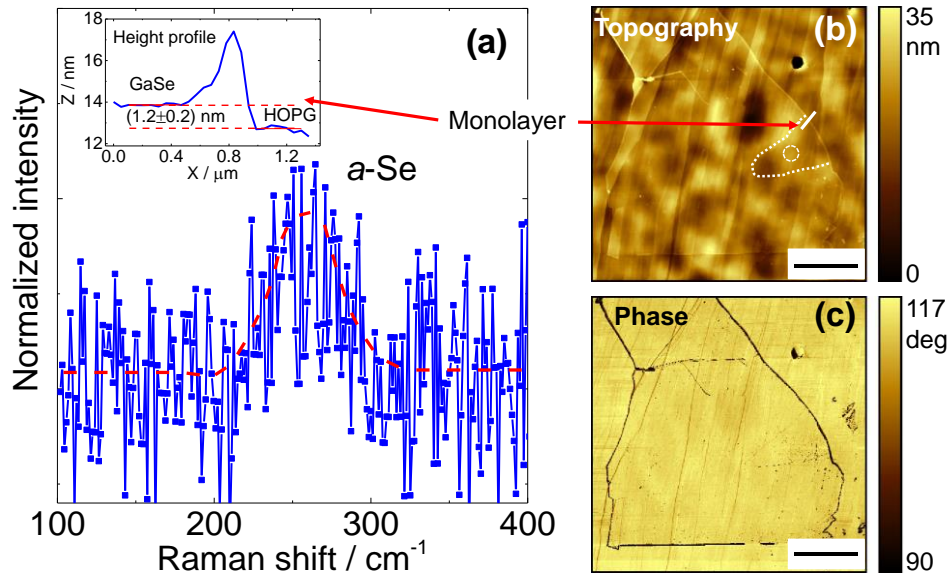 (a)
18
16
14
12
Z / nm
Height profile
GaSe
(1.2±0.2) nm
HOPG
0.0
0.4
0.8
1.2
X / μm
Monolayer
a-Se
Normalized intensity
100
200
300
400
Raman shift / cm-1
Topography
(b)
35
nm
0
Phase
(c)
117
deg
90